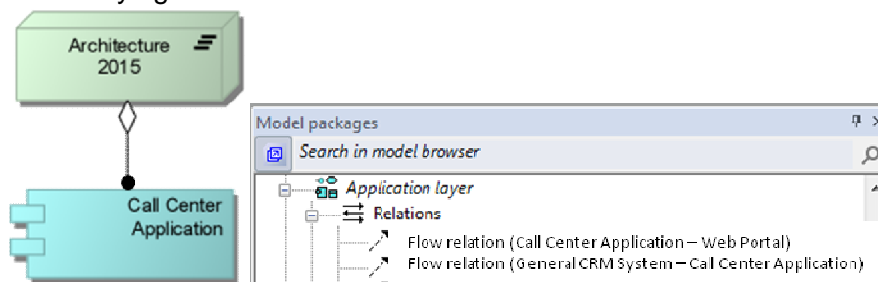 Architecture
2015
Call Center
Application
Model packages
Search in model browser
Application layer
Relations
Flow relation (Call Center Application – Web Portal)
Flow relation (General CRM System – Call Center Application)